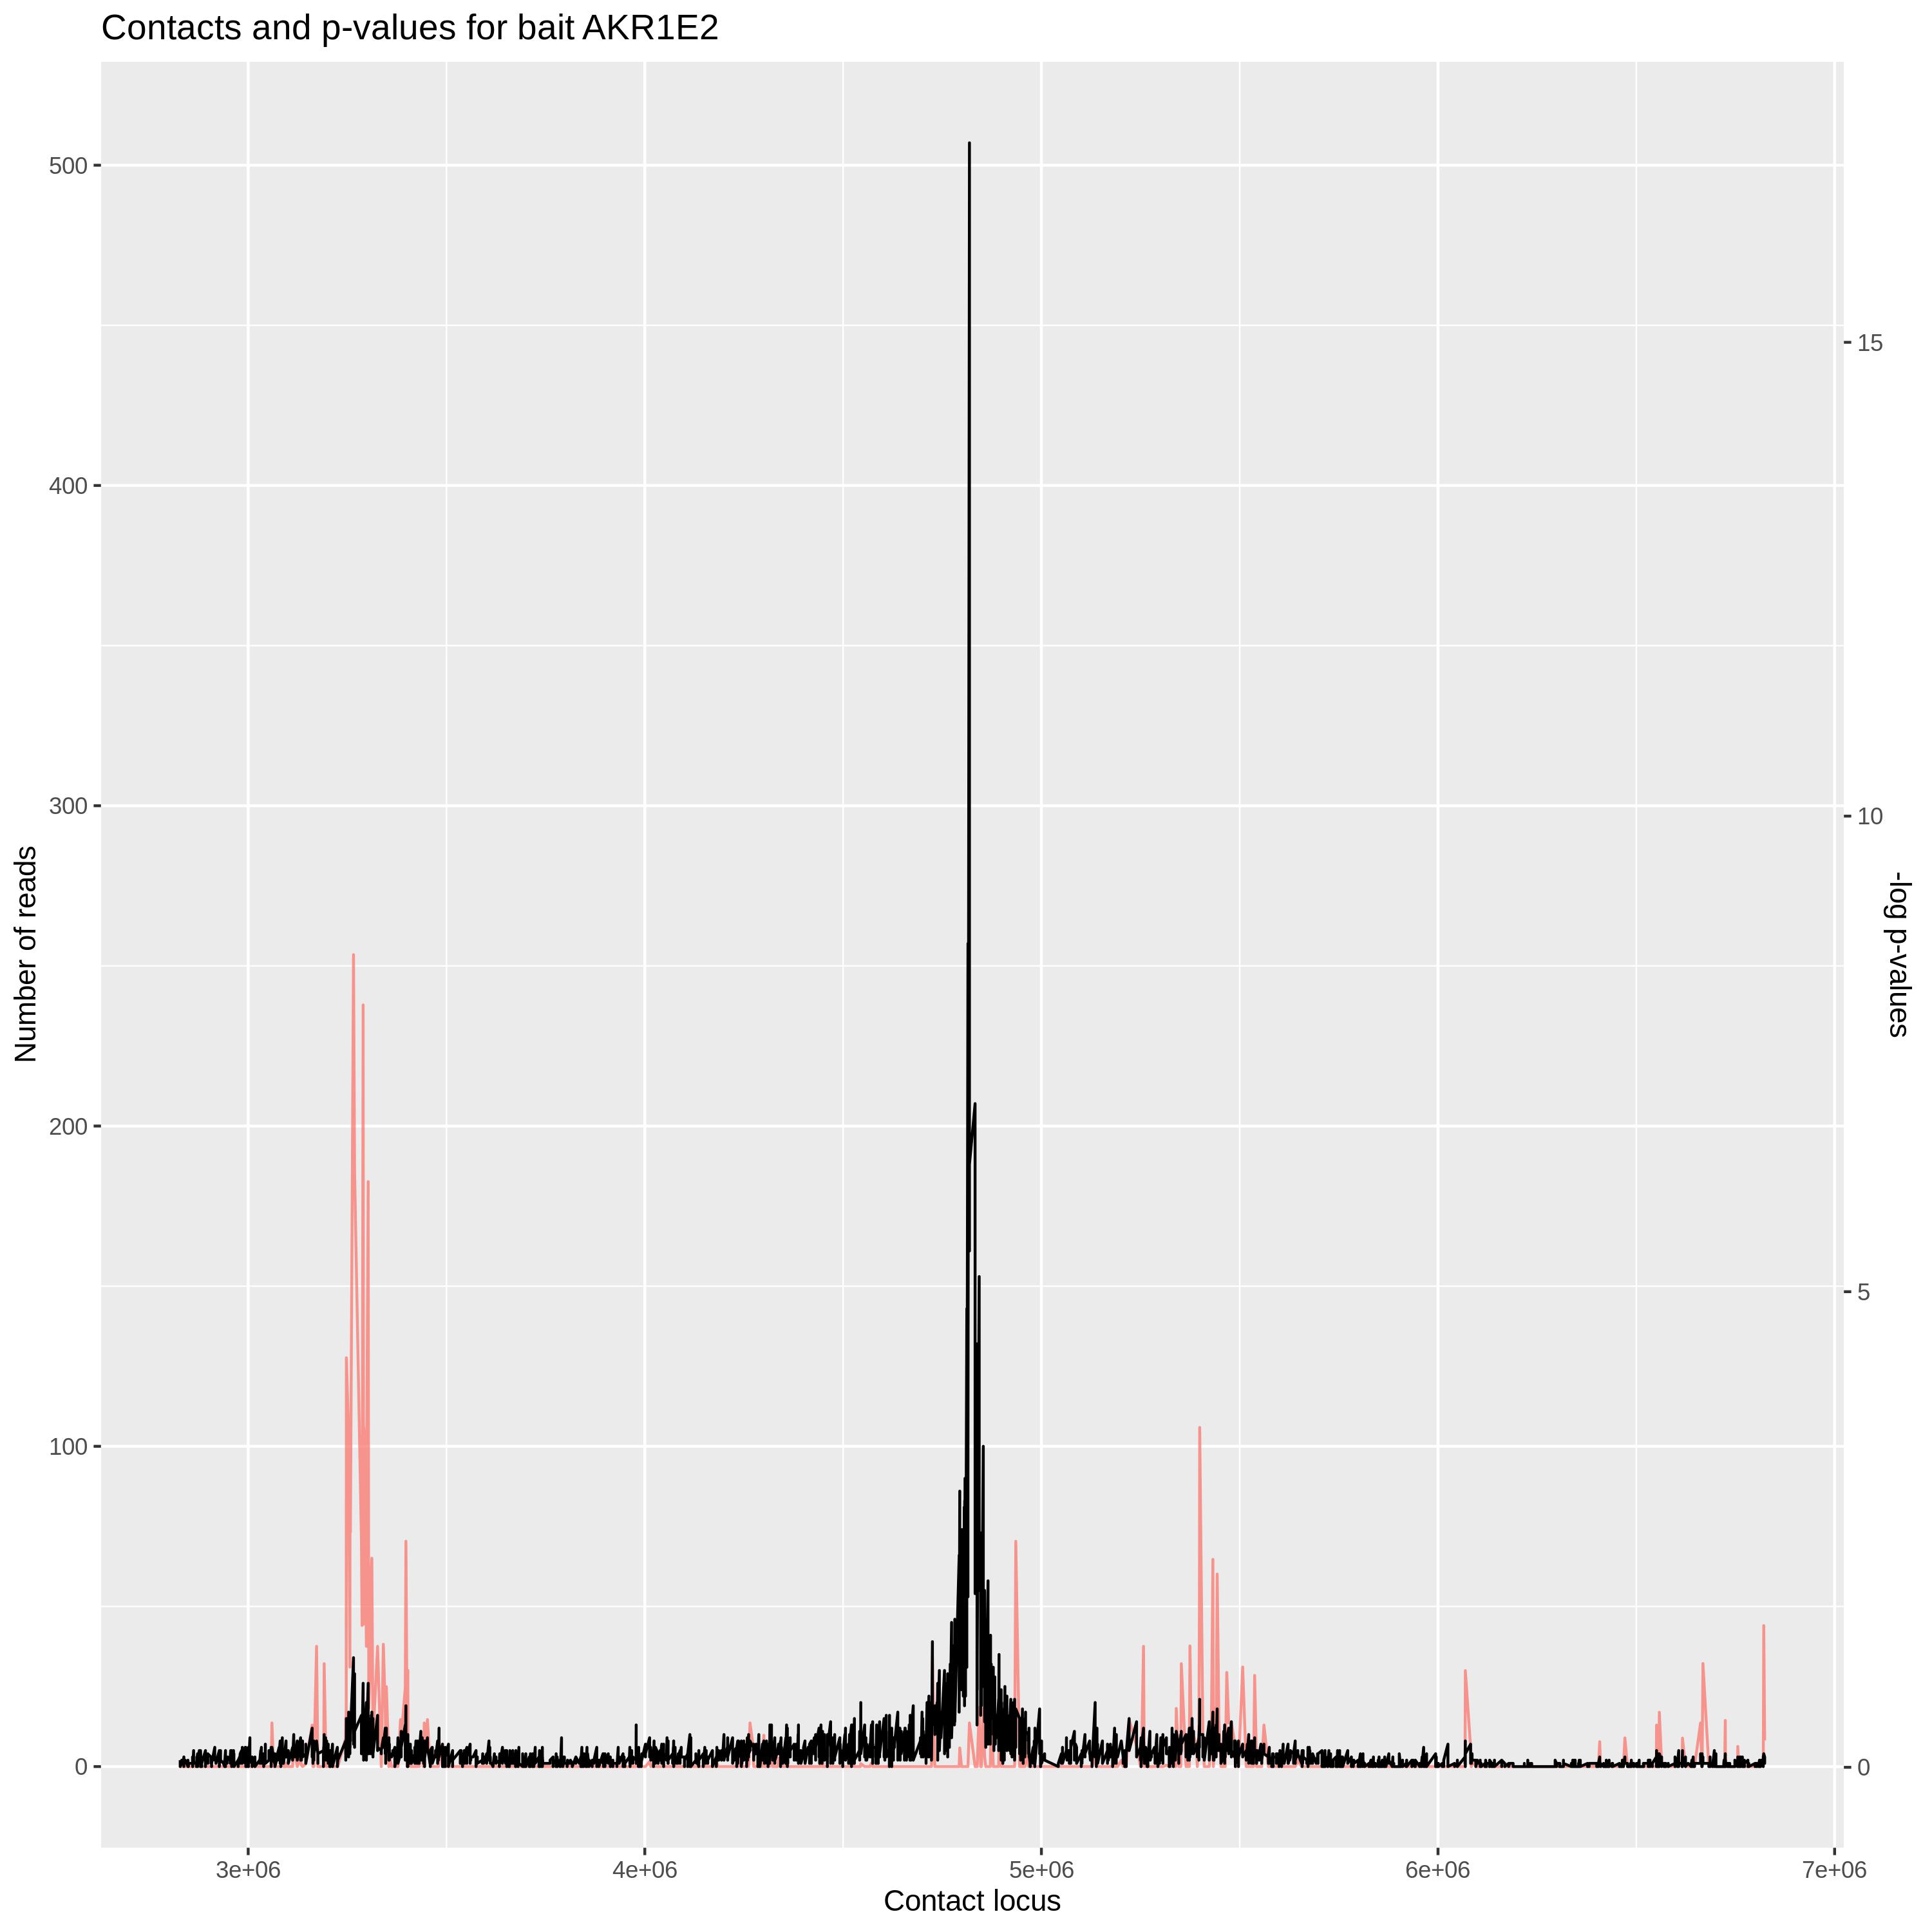 Contacts and p-values for bait AKR1E2
500
400
300
200
100
0
Number of reads
15
10
5
0
-log p-values
3e+06
4e+06
5e+06
6e+06
7e+06
Contact locus